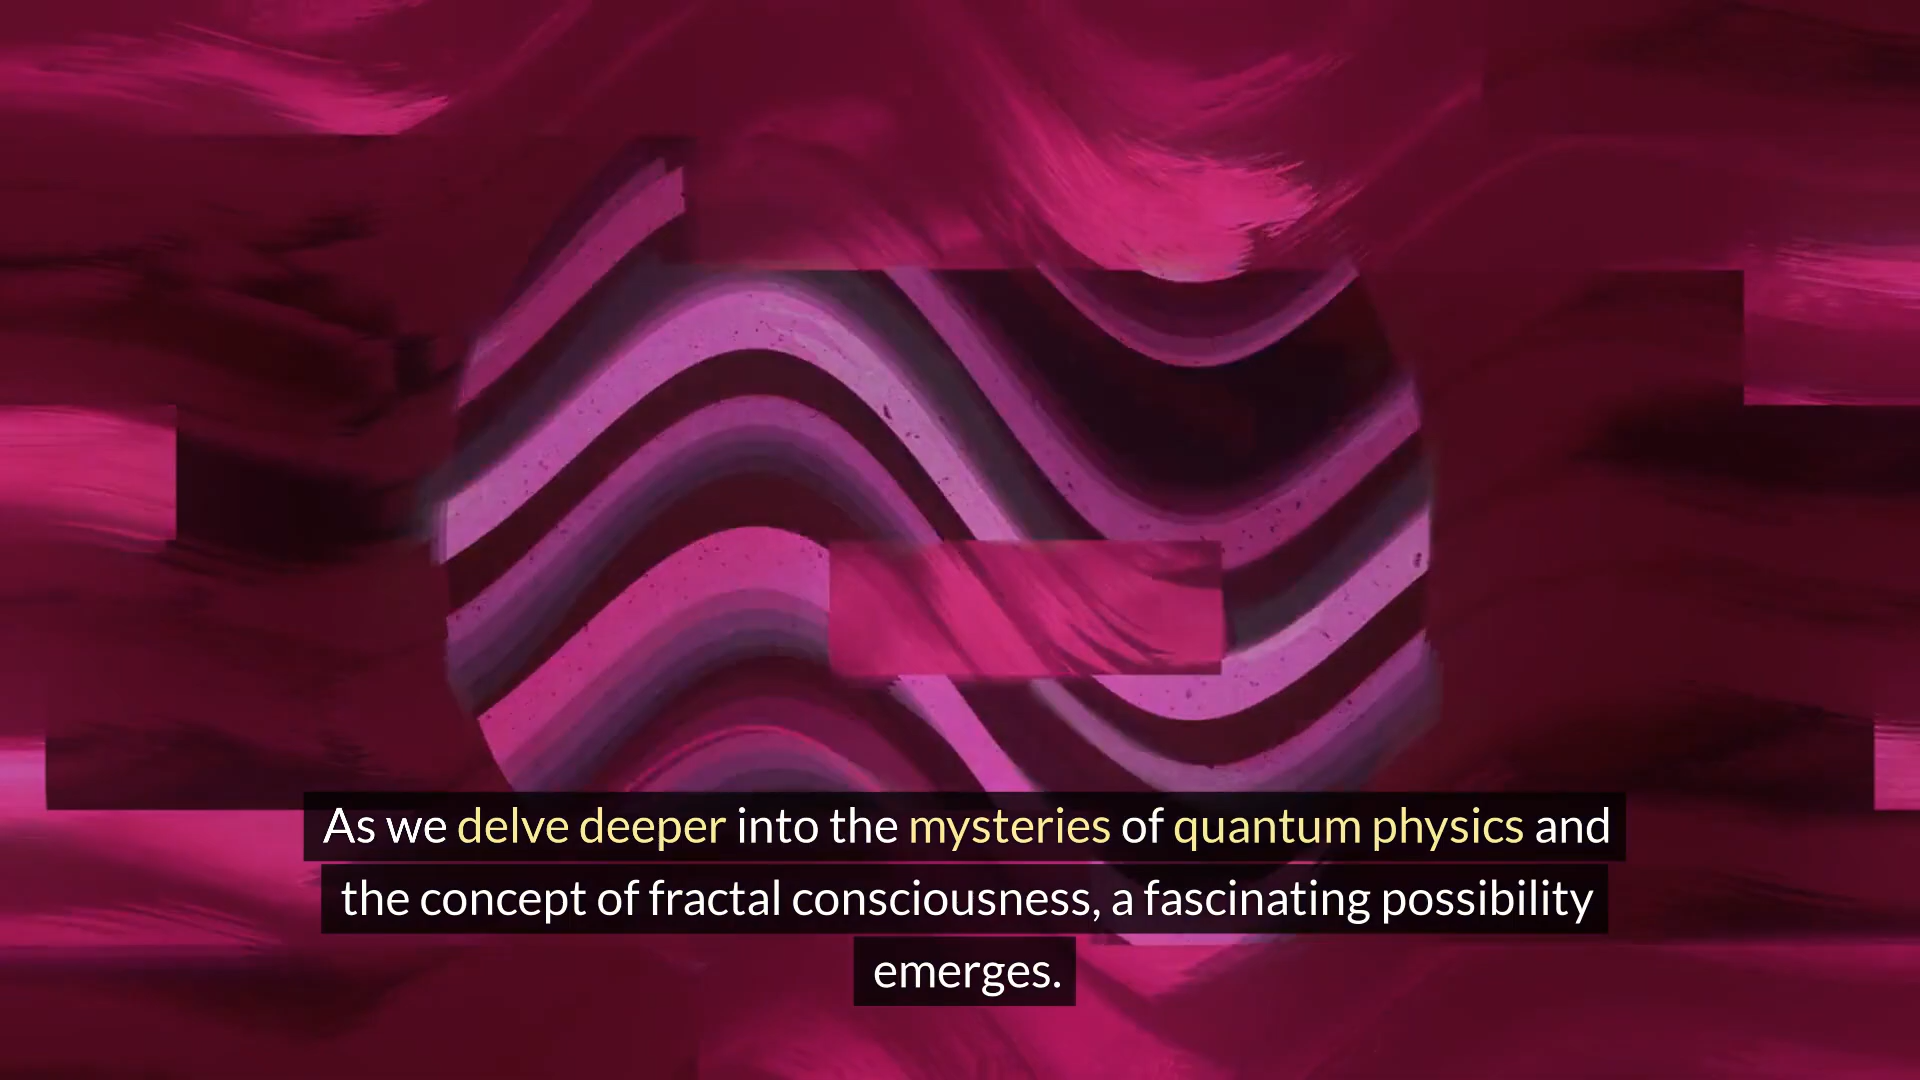 As we delve deeper into the mysteries of quantum physics and
the concept of fractal consciousness, a fascinating possibility
emerges.